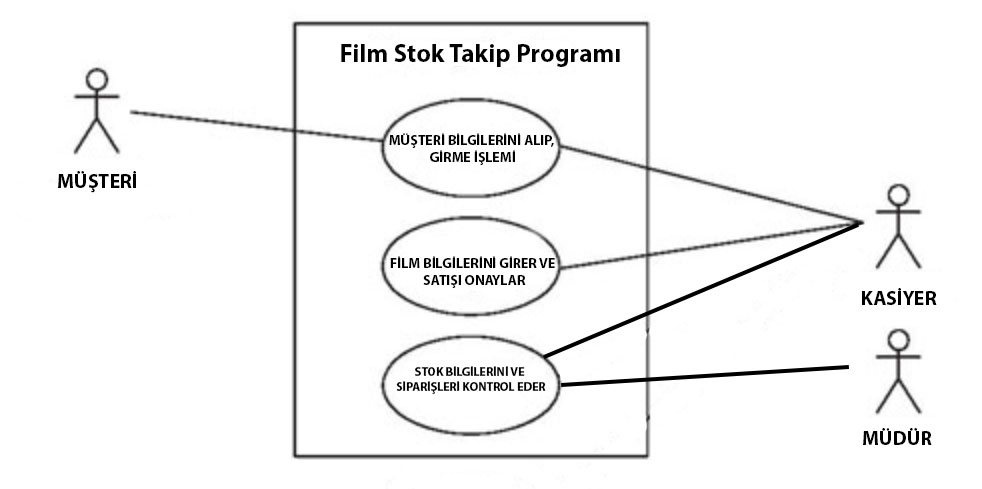 Film Stok Takip Programı
MÜŞTERİ BİLGİLERİNİ ALIP,
GİRME İŞLEMİ
MÜŞTERİ
FİLM BİLGİLERİNİ GİRER VE
SATIŞI ONAYLAR
KASİYER
STOK BİLGİLERİNİ VE
SİPARİŞLERİ KONTROL EDER
MÜDÜR